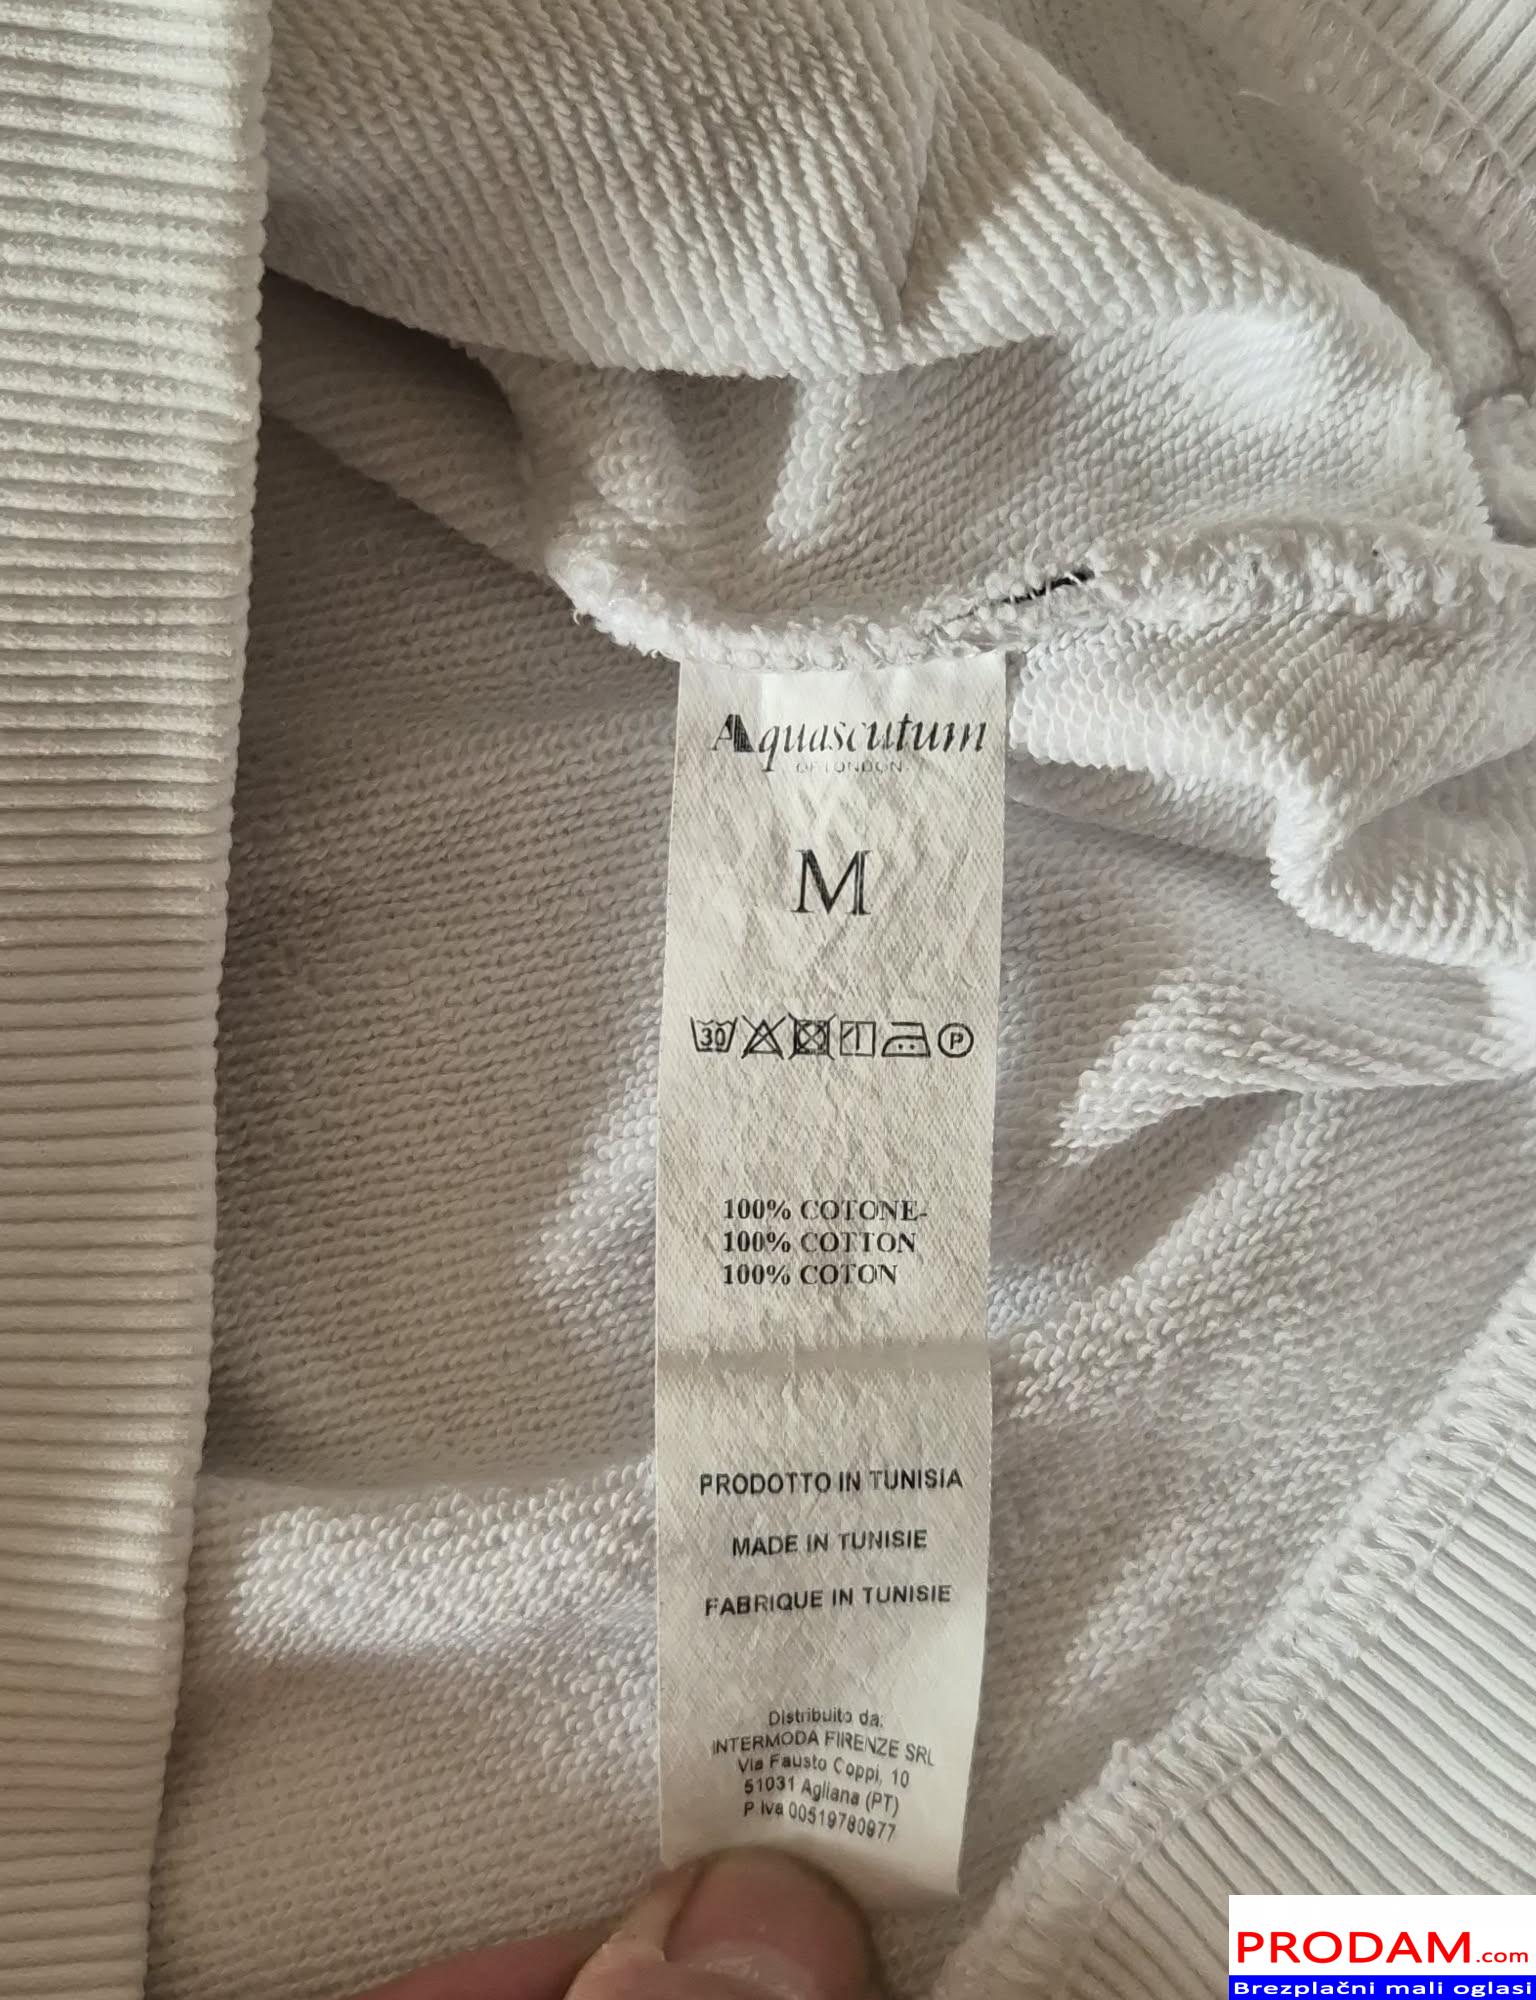 Aquascutum
OF LONDON
M
30 P
100% COTONE-
100% COTTON
100% COTON
PRODOTTO IN TUNISIA
MADE IN TUNISIE
FABRIQUE IN TUNISIE
Distribuito da:
INTERMODA FIRENZE SRL
Via Fausto Coppi, 10
51031 Agliana (PT)
P.Iva 00519780977
PRODAM.com
Brezplačni mali oglasi